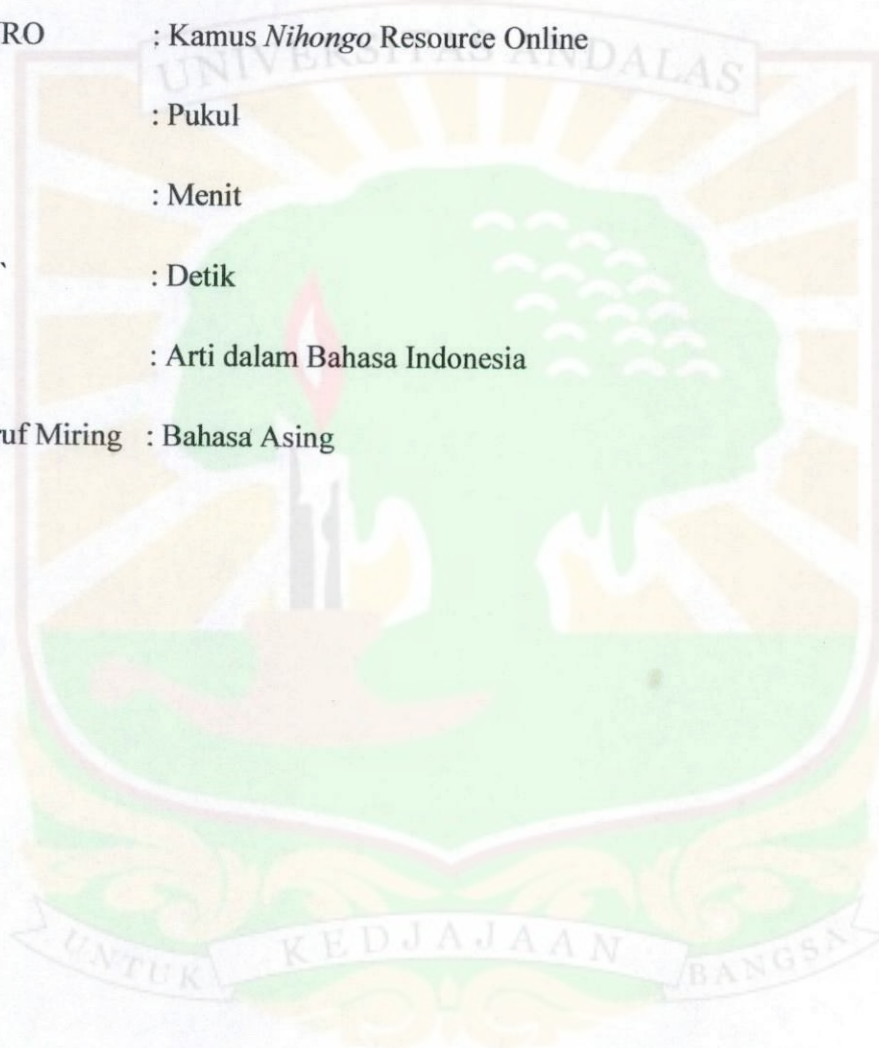 RO : Kamus Nihongo Resource Online
UNIVERSITAS ANDALAS
: Pukul
: Menit
` : Detik
: Arti dalam Bahasa Indonesia
uf Miring : Bahasa Asing
UNTUK KEDJAJAAN BANGSA